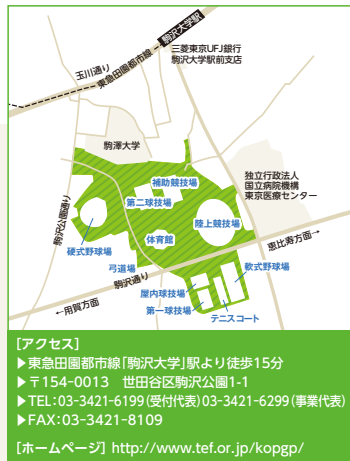 駒沢大学駅
三菱東京UFJ銀行
駒沢大学駅前支店
玉川通り
東急田園都市線
駒澤大学
補助競技場
第二球技場
独立行政法人
国立病院機構
東京医療センター
陸上競技場
駒沢公園通り
硬式野球場
体育館
恵比寿方面→
弓道場
駒沢通り
軟式野球場
屋内球技場
←用賀方面
第一球技場
テニスコート
[アクセス]
▶東急田園都市線「駒沢大学」駅より徒歩15分
▶〒154-0013 世田谷区駒沢公園1-1
▶TEL:03-3421-6199(受付代表)03-3421-6299(事業代表)
▶FAX:03-3421-8109
[ホームページ] http://www.tef.or.jp/kopgp/